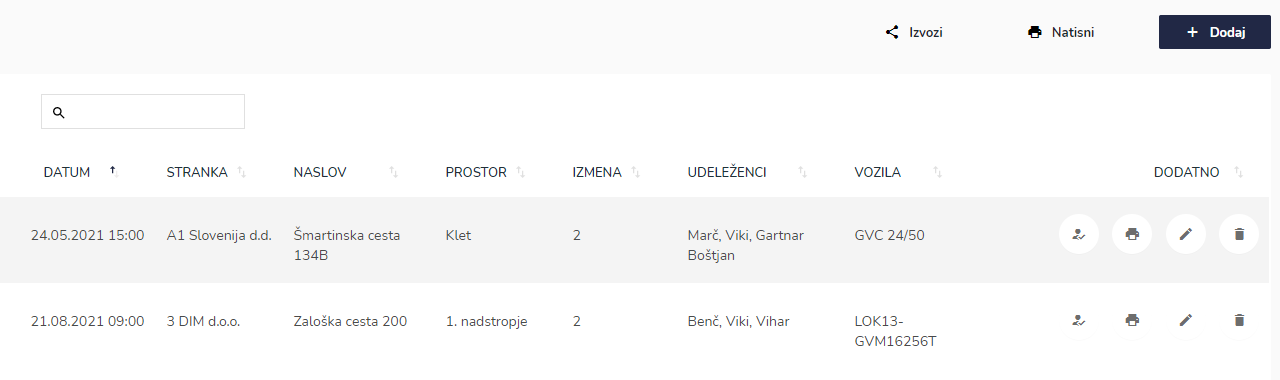 Izvozi Natisni Dodaj
DATUM STRANKA NASLOV PROSTOR IZMENA UDELEŽENCI VOZILA DODATNO
24.05.2021 15:00 A1 Slovenija d.d. Šmartinska cesta Klet 2 Marč, Viki, Gartnar GVC 24/50
134B Boštjan
21.08.2021 09:00 3 DIM d.o.o. Zaloška cesta 200 1. nadstropje 2 Benč, Viki, Vihar LOK13-
GVM16256T